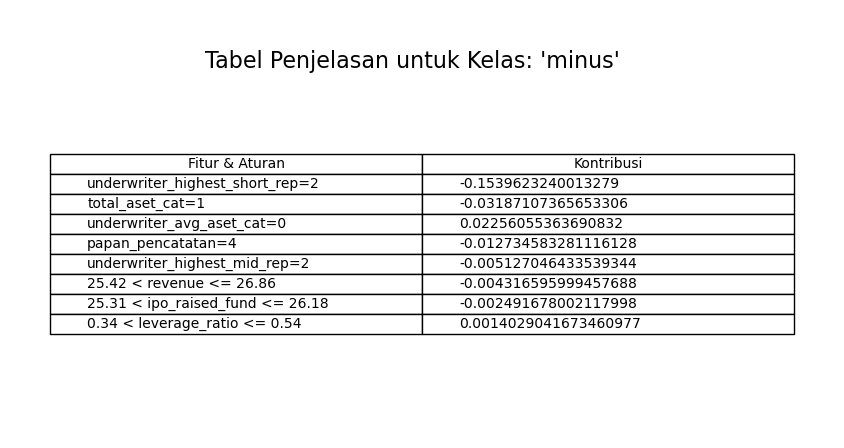 Tabel Penjelasan untuk Kelas: 'minus'
Fitur & Aturan Kontribusi
underwriter_highest_short_rep=2 -0.1539623240013279
total_aset_cat=1 -0.03187107365653306
underwriter_avg_aset_cat=0 0.02256055363690832
papan_pencatatan=4 -0.012734583281116128
underwriter_highest_mid_rep=2 -0.005127046433539344
25.42 < revenue <= 26.86 -0.004316595999457688
25.31 < ipo_raised_fund <= 26.18 -0.002491678002117998
0.34 < leverage_ratio <= 0.54 0.0014029041673460977